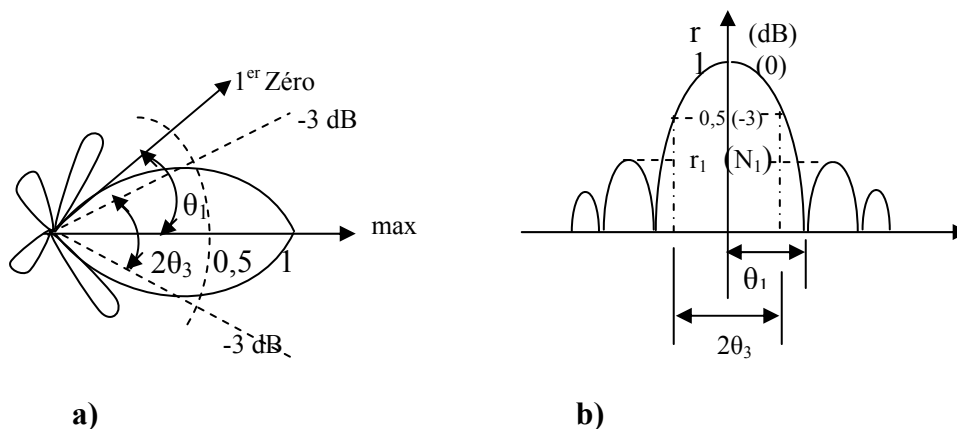 1er Zéro
-3 dB
θ1
max
2θ3
0,5
1
-3 dB
a)
r (dB)
1 (0)
0,5 (-3)
r1 (N1)
θ1
2θ3
b)